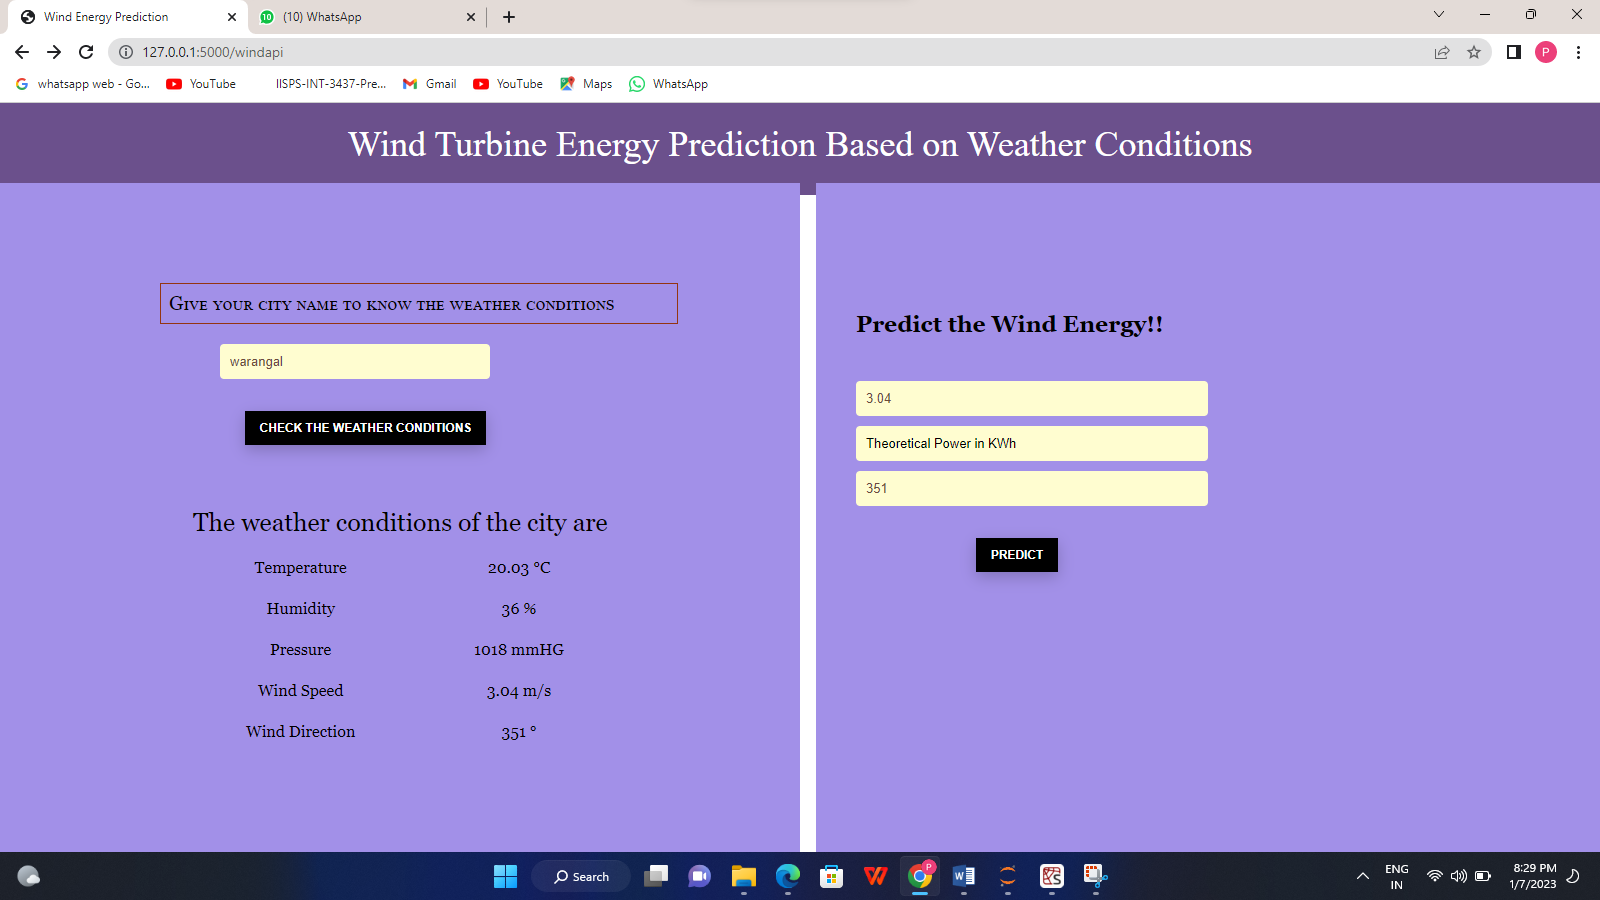 Wind Energy Prediction
10 (10) WhatsApp
127.0.0.1:5000/windapi
P
whatsapp web - Go... YouTube IISPS-INT-3437-Pre... Gmail YouTube Maps WhatsApp
Wind Turbine Energy Prediction Based on Weather Conditions
Give your city name to know the weather conditions
warangal
CHECK THE WEATHER CONDITIONS
The weather conditions of the city are
Temperature 20.03 °C
Humidity 36 %
Pressure 1018 mmHG
Wind Speed 3.04 m/s
Wind Direction 351 °
Predict the Wind Energy!!
3.04
Theoretical Power in KWh
351
PREDICT
Search
P
ENG
IN
8:29 PM
1/7/2023